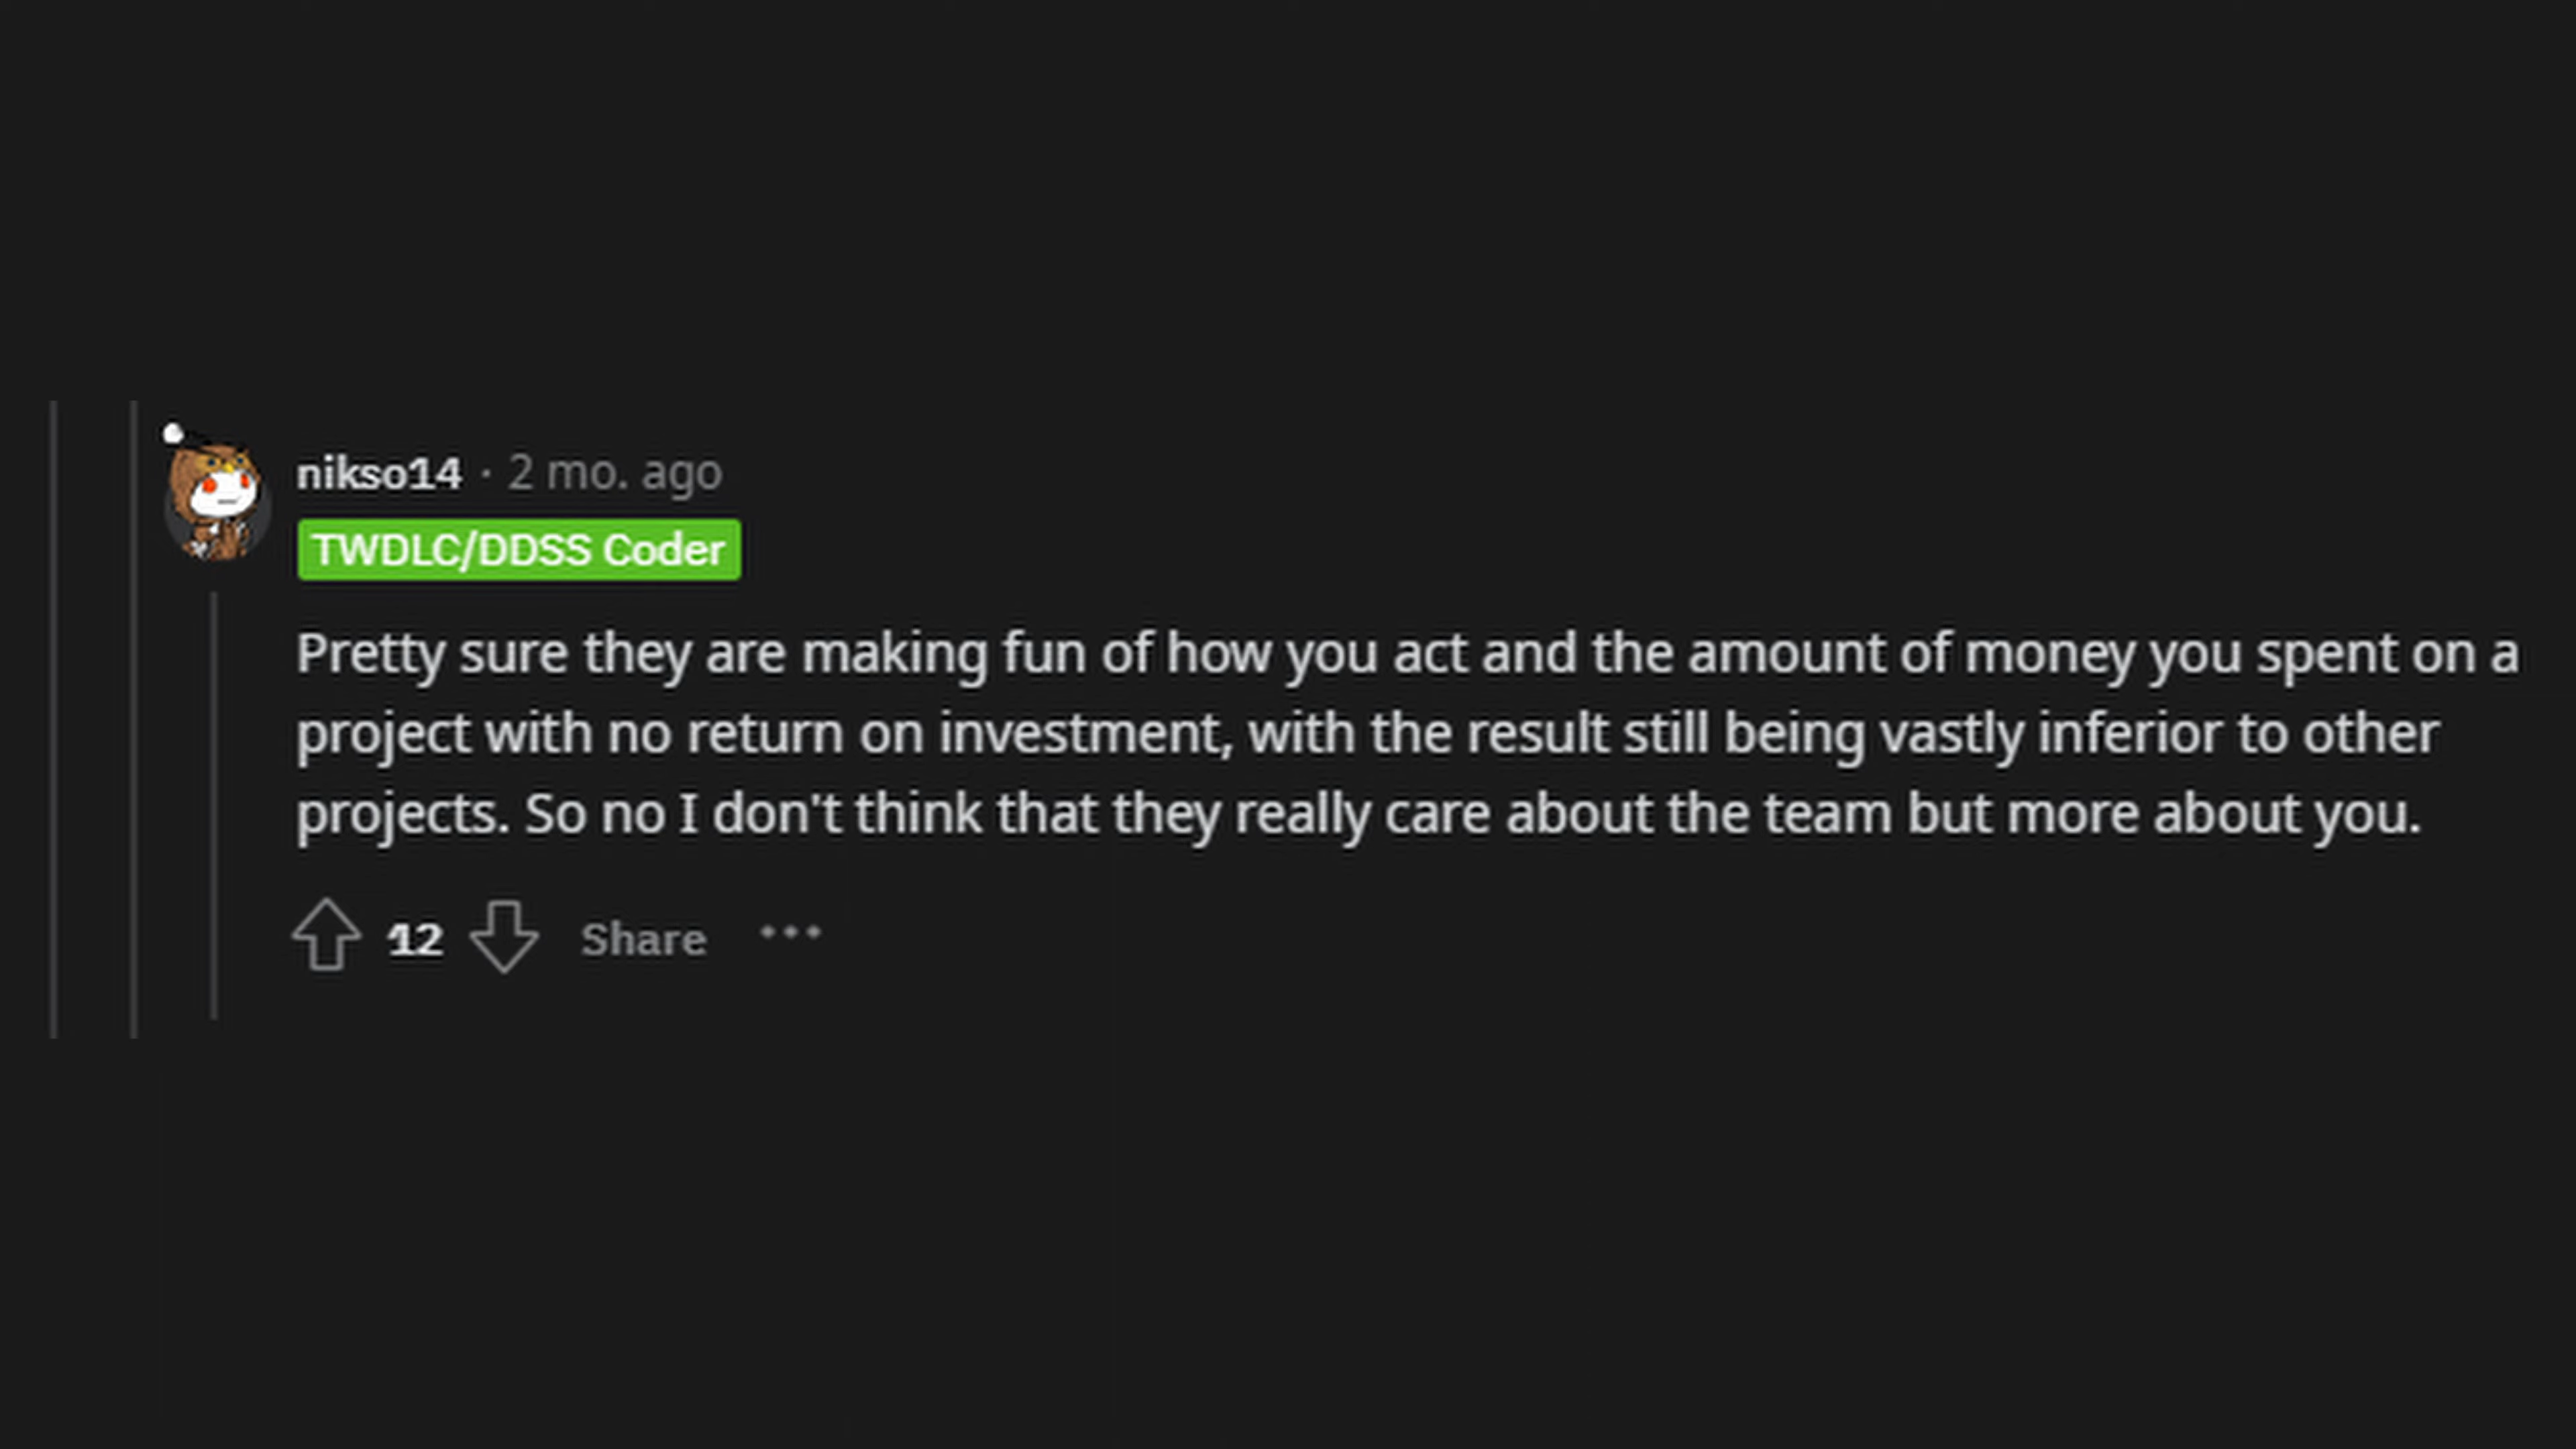 nikso14 · 2 mo. ago
TWDLC/DDSS Coder
Pretty sure they are making fun of how you act and the amount of money you spent on a
project with no return on investment, with the result still being vastly inferior to other
projects. So no I don't think that they really care about the team but more about you.
12 Share ···